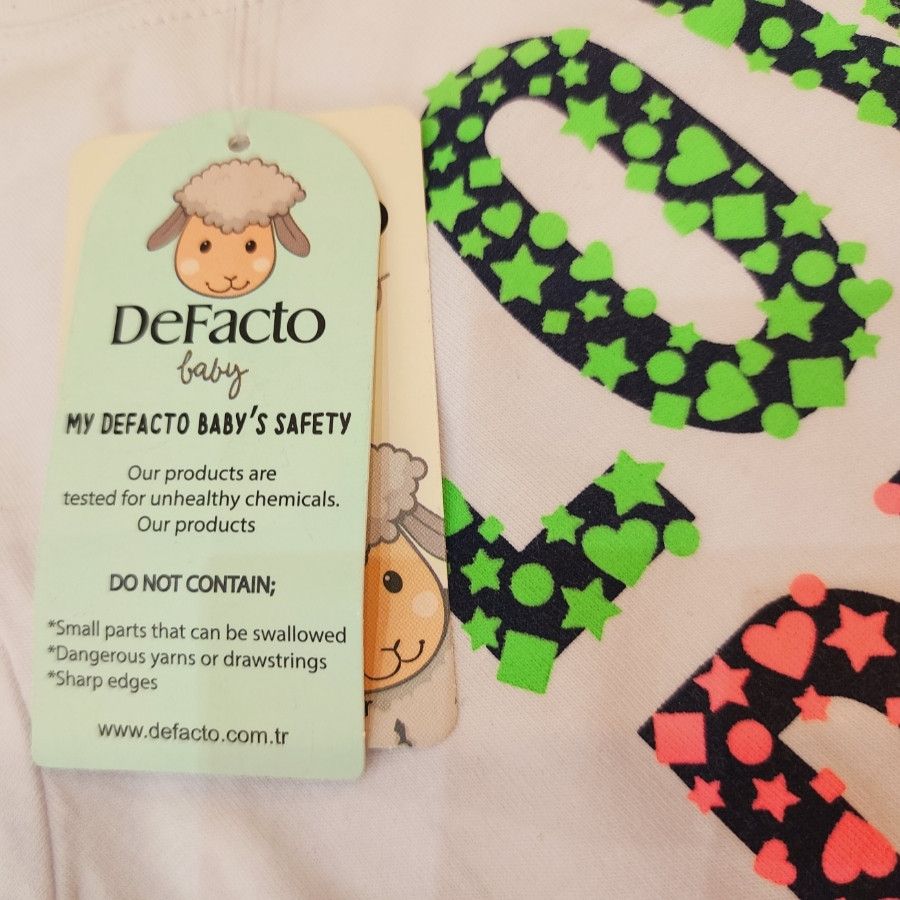 DeFacto
baby
MY DEFACTO BABY'S SAFETY
Our products are
tested for unhealthy chemicals.
Our products
DO NOT CONTAIN;
*Small parts that can be swallowed
*Dangerous yarns or drawstrings
*Sharp edges
www.defacto.com.tr